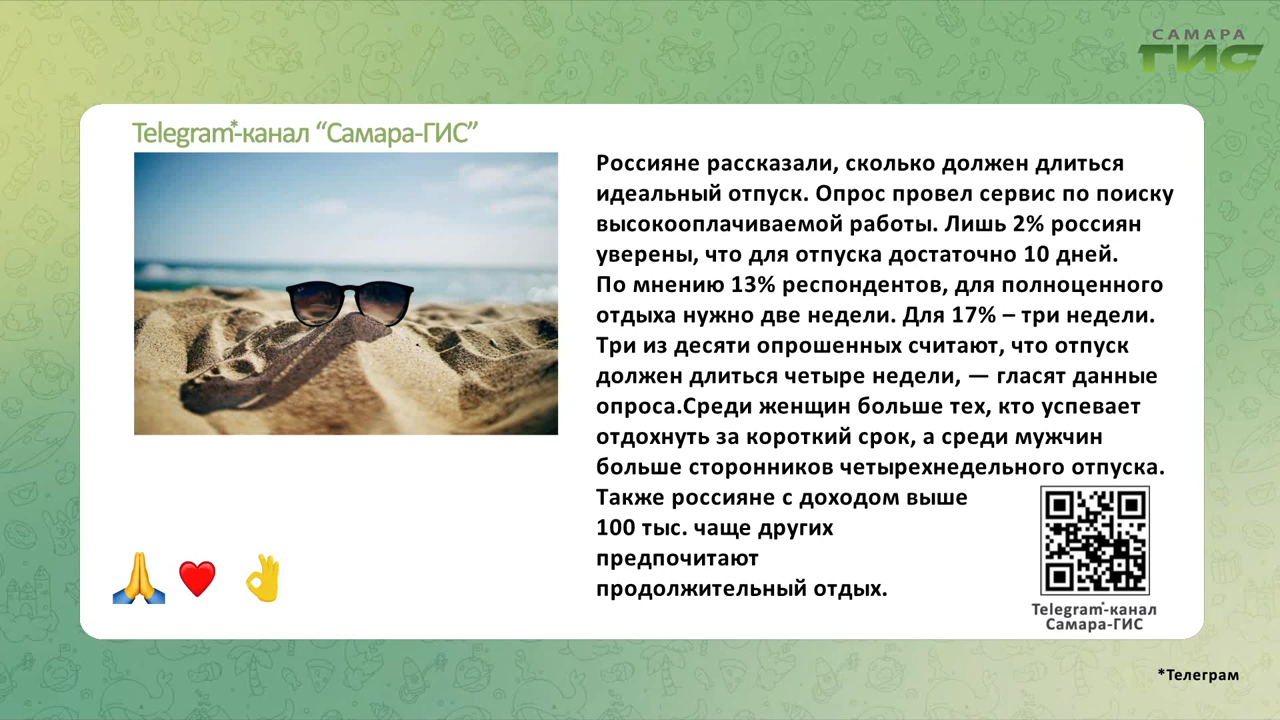 САМАРА
ГИС
Telegram*-канал “Самара-ГИС”
Россияне рассказали, сколько должен длиться
идеальный отпуск. Опрос провел сервис по поиску
высокооплачиваемой работы. Лишь 2% россиян
уверены, что для отпуска достаточно 10 дней.
По мнению 13% респондентов, для полноценного
отдыха нужно две недели. Для 17% – три недели.
Три из десяти опрошенных считают, что отпуск
должен длиться четыре недели, — гласят данные
опроса.Среди женщин больше тех, кто успевает
отдохнуть за короткий срок, а среди мужчин
больше сторонников четырехнедельного отпуска.
Также россияне с доходом выше
100 тыс. чаще других
предпочитают
продолжительный отдых.
Telegram*-канал
Самара-ГИС
*Телеграм